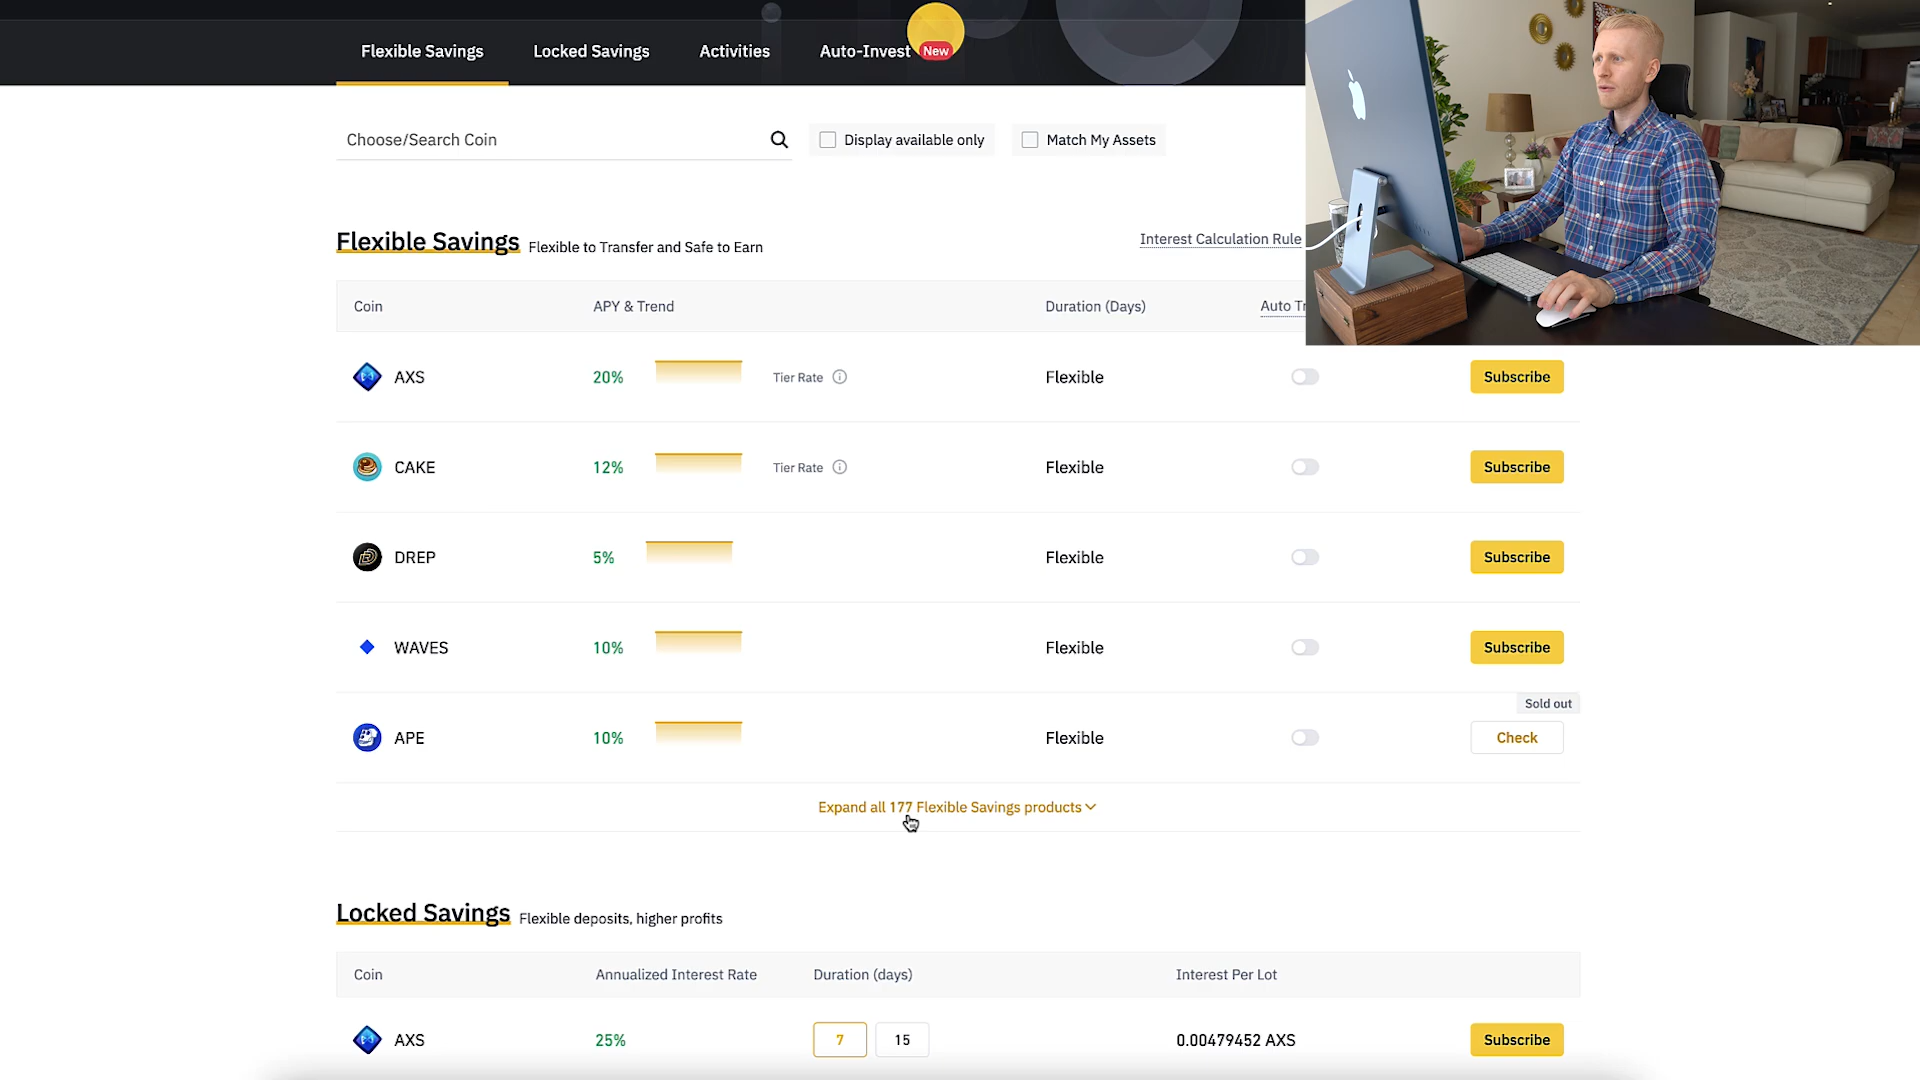 Flexible Savings
Locked Savings
Activities
Auto-Invest
New
Choose/Search Coin
Display available only
Match My Assets
Flexible Savings Flexible to Transfer and Safe to Earn
Interest Calculation Rule
Coin APY & Trend Duration (Days) Auto
AXS 20% Tier Rate Flexible Subscribe
CAKE 12% Tier Rate Flexible Subscribe
DREP 5% Flexible Subscribe
WAVES 10% Flexible Subscribe
Sold out
APE 10% Flexible Check
Expand all 177 Flexible Savings products
Locked Savings Flexible deposits, higher profits
Coin Annualized Interest Rate Duration (days) Interest Per Lot
AXS 25% 7 15 0.00479452 AXS Subscribe